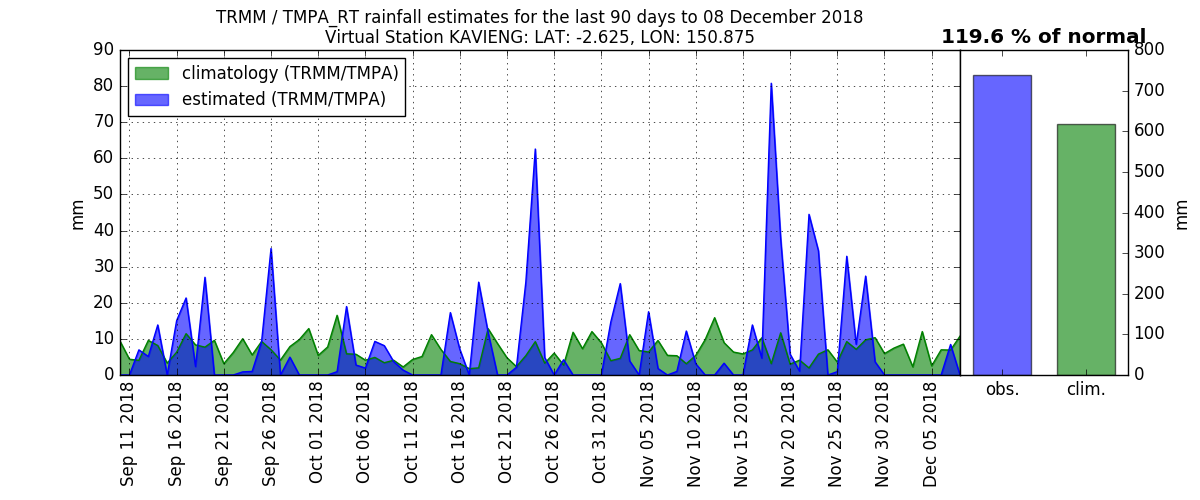 TRMM / TMPA_RT rainfall estimates for the last 90 days to 08 December 2018
Virtual Station KAVIENG: LAT: -2.625, LON: 150.875
119.6 % of normal
climatology (TRMM/TMPA)
estimated (TRMM/TMPA)
mm
90
80
70
60
50
40
30
20
10
0
Sep 11 2018
Sep 16 2018
Sep 21 2018
Sep 26 2018
Oct 01 2018
Oct 06 2018
Oct 11 2018
Oct 16 2018
Oct 21 2018
Oct 26 2018
Oct 31 2018
Nov 05 2018
Nov 10 2018
Nov 15 2018
Nov 20 2018
Nov 25 2018
Nov 30 2018
Dec 05 2018
obs.
clim.
800
700
600
500
400
300
200
100
0
mm